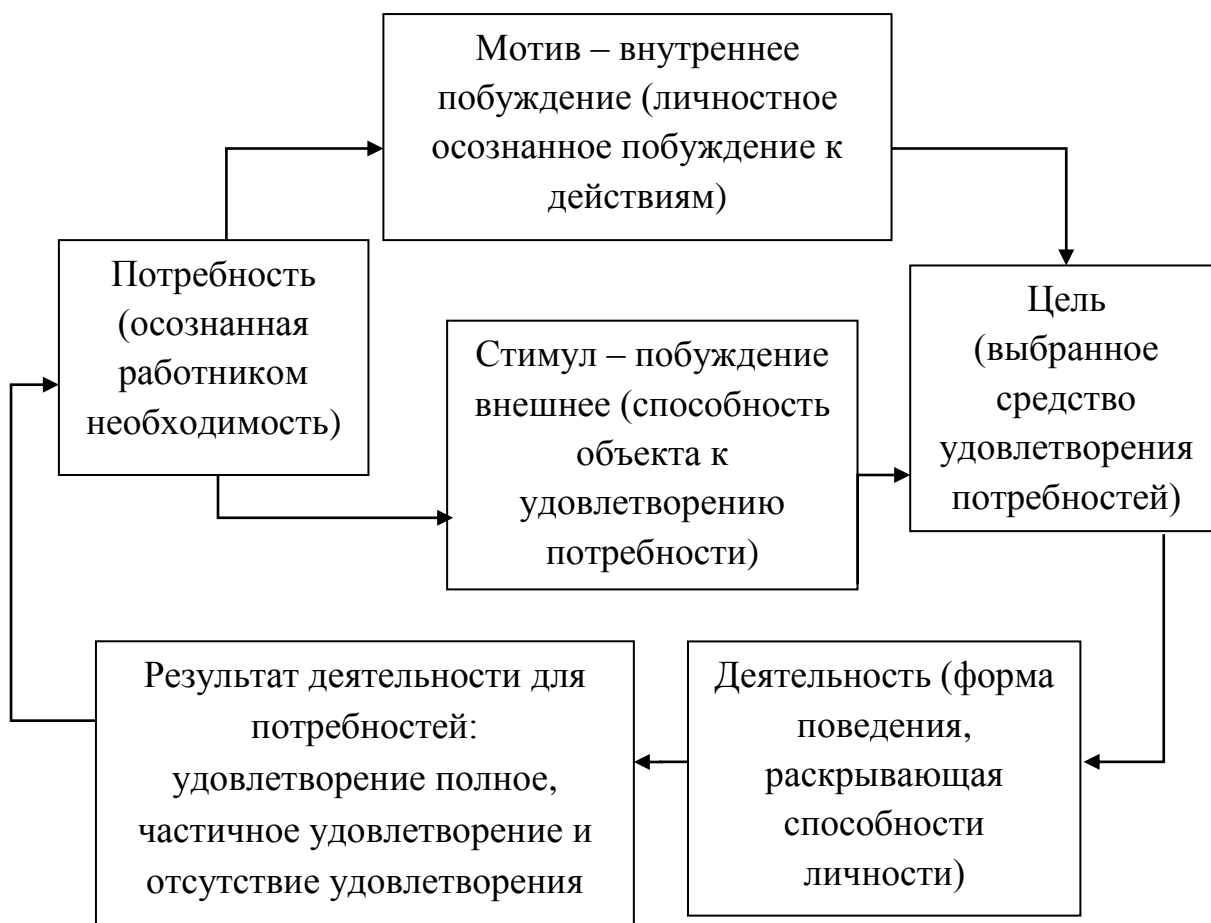 Мотив – внутреннее
побуждение (личностное
осознанное побуждение к
действиям)
Потребность
(осознанная
работником
необходимость)
Стимул – побуждение
внешнее (способность
объекта к
удовлетворению
потребности)
Цель
(выбранное
средство
удовлетворения
потребностей)
Результат деятельности для
потребностей:
удовлетворение полное,
частичное удовлетворение и
отсутствие удовлетворения
Деятельность (форма
поведения,
раскрывающая
способности
личности)